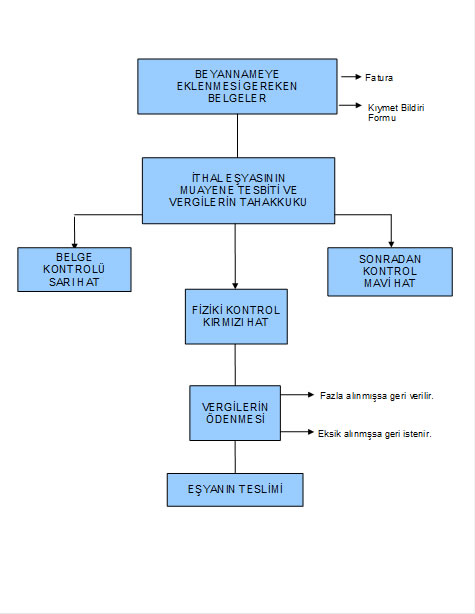 BEYANNAMEYE
EKLENMESİ GEREKEN
BELGELER
Fatura
Kıymet Bildiri
Formu
İTHAL EŞYASININ
MUAYENE TESBİTİ VE
VERGİLERİN TAHAKKUKU
BELGE
KONTROLÜ
SARI HAT
FİZİKİ KONTROL
KIRMIZI HAT
SONRADAN
KONTROL
MAVİ HAT
VERGİLERİN
ÖDENMESİ
Fazla alınmışsa geri verilir.
Eksik alınmşsa geri istenir.
EŞYANIN TESLİMİ